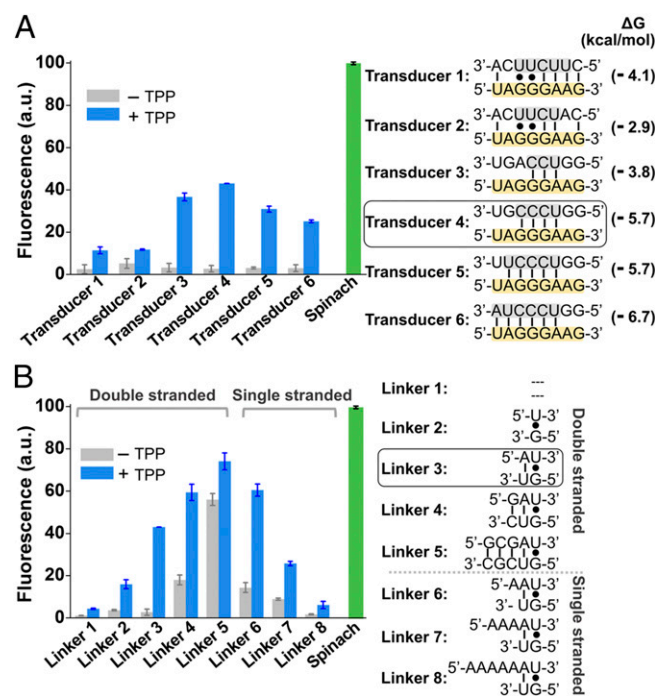 A
Fluorescence (a.u.)
100
80
60
40
20
0
− TPP
+ TPP
Transducer 1
Transducer 2
Transducer 3
Transducer 4
Transducer 5
Transducer 6
Spinach
ΔG
(kcal/mol)
3'-ACUUCUUC-5'
Transducer 1: (- 4.1)
5'-UAGGGAAG-3'
3'-ACUUCUAC-5'
Transducer 2: (- 2.9)
5'-UAGGGAAG-3'
3'-UGACCUGG-5'
Transducer 3: (- 3.8)
5'-UAGGGAAG-3'
3'-UGCCCUGG-5'
Transducer 4: (- 5.7)
5'-UAGGGAAG-3'
3'-UUCCCUGG-5'
Transducer 5: (- 5.7)
5'-UAGGGAAG-3'
3'-AUCCCUGG-5'
Transducer 6: (- 6.7)
5'-UAGGGAAG-3'
B
Double stranded
Single stranded
Fluorescence (a.u.)
100
80
60
40
20
0
− TPP
+ TPP
Linker 1
Linker 2
Linker 3
Linker 4
Linker 5
Linker 6
Linker 7
Linker 8
Spinach
Linker 1: ---
---
Linker 2: 5'-U-3'
3'-G-5'
Linker 3: 5'-AU-3'
3'-UG-5'
Linker 4: 5'-GAU-3'
3'-CUG-5'
Linker 5: 5'-GCGAU-3'
3'-CGCUG-5'
Double stranded
Linker 6: 5'-AAU-3'
3'- UG-5'
Linker 7: 5'-AAAAU-3'
3'-UG-5'
Linker 8: 5'-AAAAAAU-3'
3'-UG-5'
Single stranded